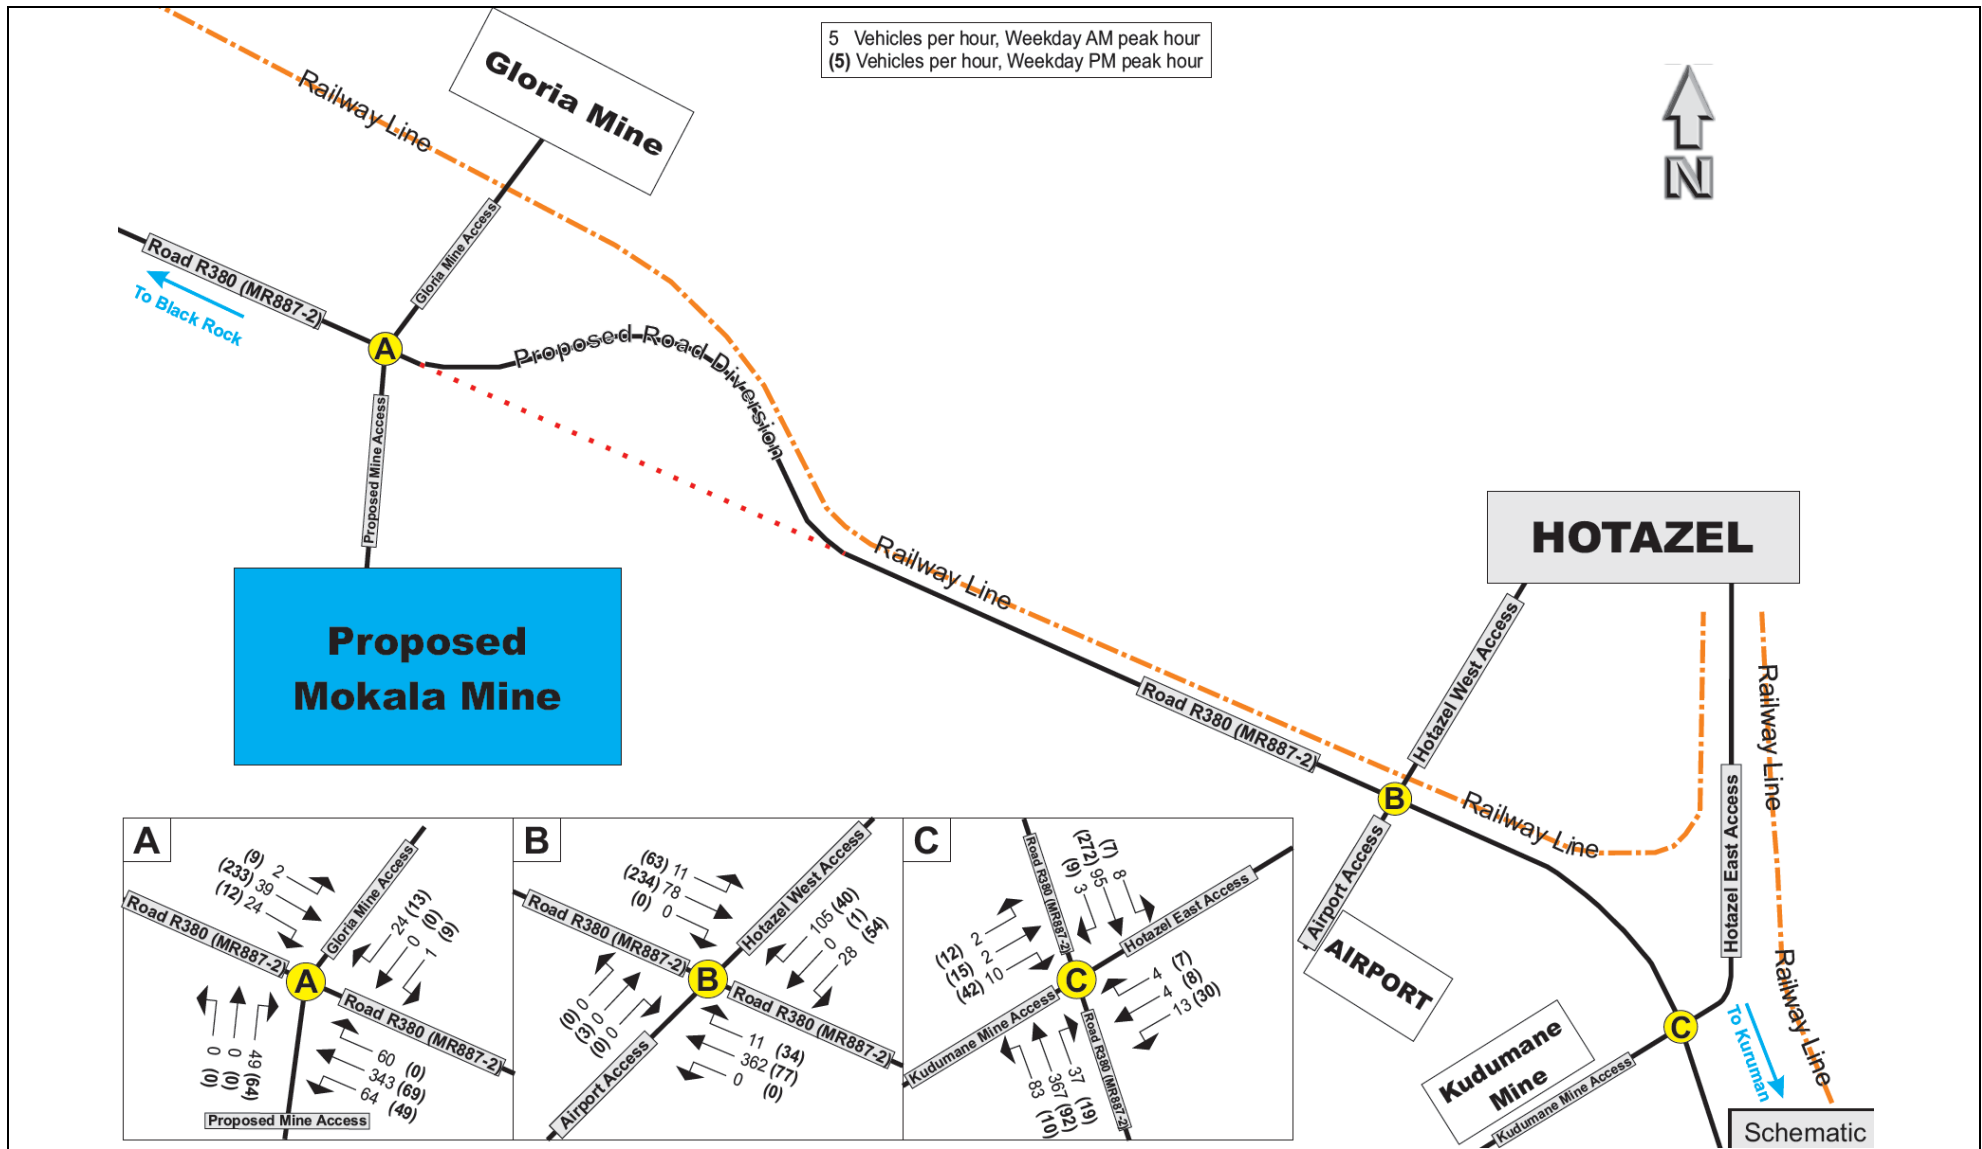 5 Vehicles per hour, Weekday AM peak hour
(5) Vehicles per hour, Weekday PM peak hour
N
Gloria Mine
Railway Line
Gloria Mine Access
Road R380 (MR887-2)
To Black Rock
A
Proposed Road Diversion
Proposed Mine Access
Proposed
Mokala Mine
Railway Line
HOTAZEL
Hotazel West Access
Road R380 (MR887-2)
B
Railway Line
Airport Access
AIRPORT
Hotazel East Access
Railway Line
Railway Line
C
To Kuruman
Kudumane
Mine
Kudumane Mine Access
Schematic
A
(9) 2
(233) 39
(12) 24
Road R380 (MR887-2)
Gloria Mine Access
24 (13)
0 (0)
1 (9)
A
Road R380 (MR887-2)
0 (0)
0 (0)
49 (64)
60 (0)
343 (69)
64 (49)
Proposed Mine Access
B
(63) 11
(234) 78
(0) 0
Road R380 (MR887-2)
Hotazel West Access
105 (40)
0 (1)
28 (54)
B
Road R380 (MR887-2)
(0) 0
(3) 0
(0) 0
Airport Access
11 (34)
362 (77)
0 (0)
C
Road R380 (MR887-2)
(9) 3
(272) 95
(7) 8
Hotazel East Access
(12) 2
(15) 2
(42) 10
C
4 (7)
4 (8)
13 (30)
Kudumane Mine Access
83 (10)
367 (92)
37 (19)
Road R380 (MR887-2)